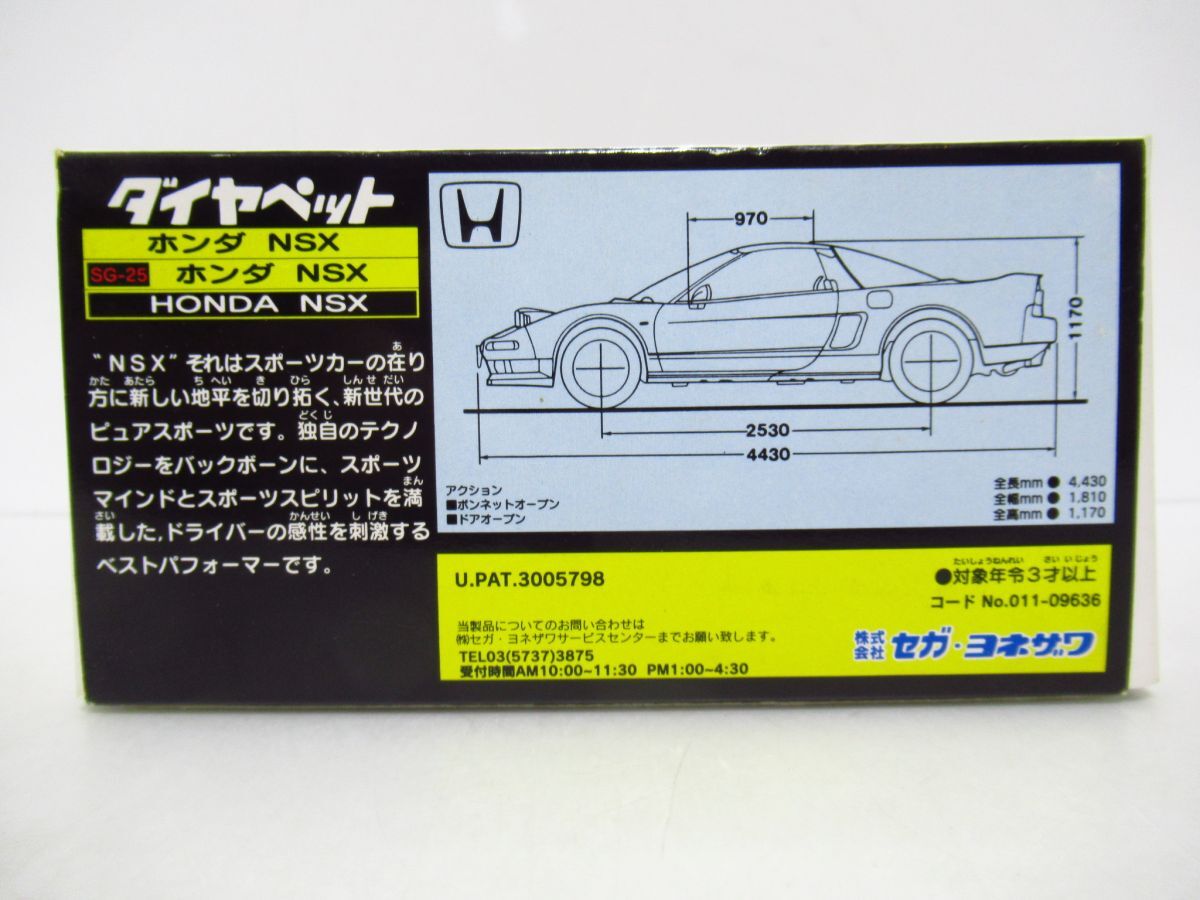 ダイヤペット
ホンダ NSX
SG-25 ホンダ NSX
HONDA NSX
“NSX”それはスポーツカーの在り
方に新しい地平を切り拓く、新世代の
ピュアスポーツです。独自のテクノ
ロジーをバックボーンに、スポーツ
マインドとスポーツスピリットを満
載した、ドライバーの感性を刺激する
ベストパフォーマーです。
970
1170
2530
4430
アクション
■ボンネットオープン
■ドアオープン
全長mm ● 4,430
全幅mm ● 1,810
全高mm ● 1,170
U.PAT.3005798
●対象年令3才以上
コード No.011-09636
当製品についてのお問い合わせは
㈱セガ・ヨネザワサービスセンターまでお願い致します。
TEL03(5737)3875
受付時間AM10:00~11:30 PM1:00~4:30
株式会社 セガ・ヨネザワ